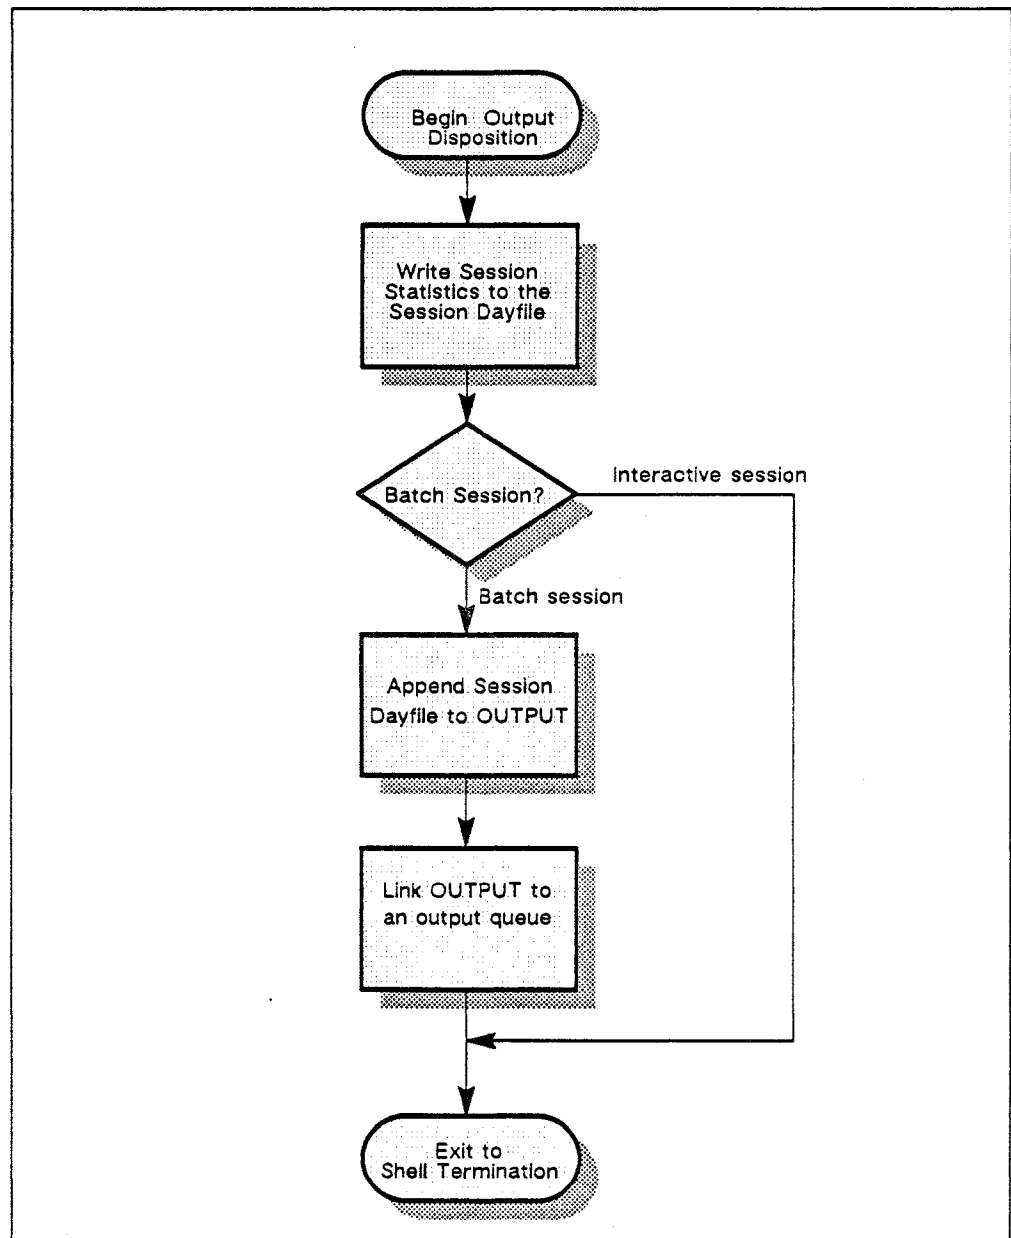 Begin Output
Disposition
Write Session
Statistics to the
Session Dayfile
Batch Session?
Interactive session
Batch session
Append Session
Dayfile to OUTPUT
Link OUTPUT to
an output queue
Exit to
Shell Termination